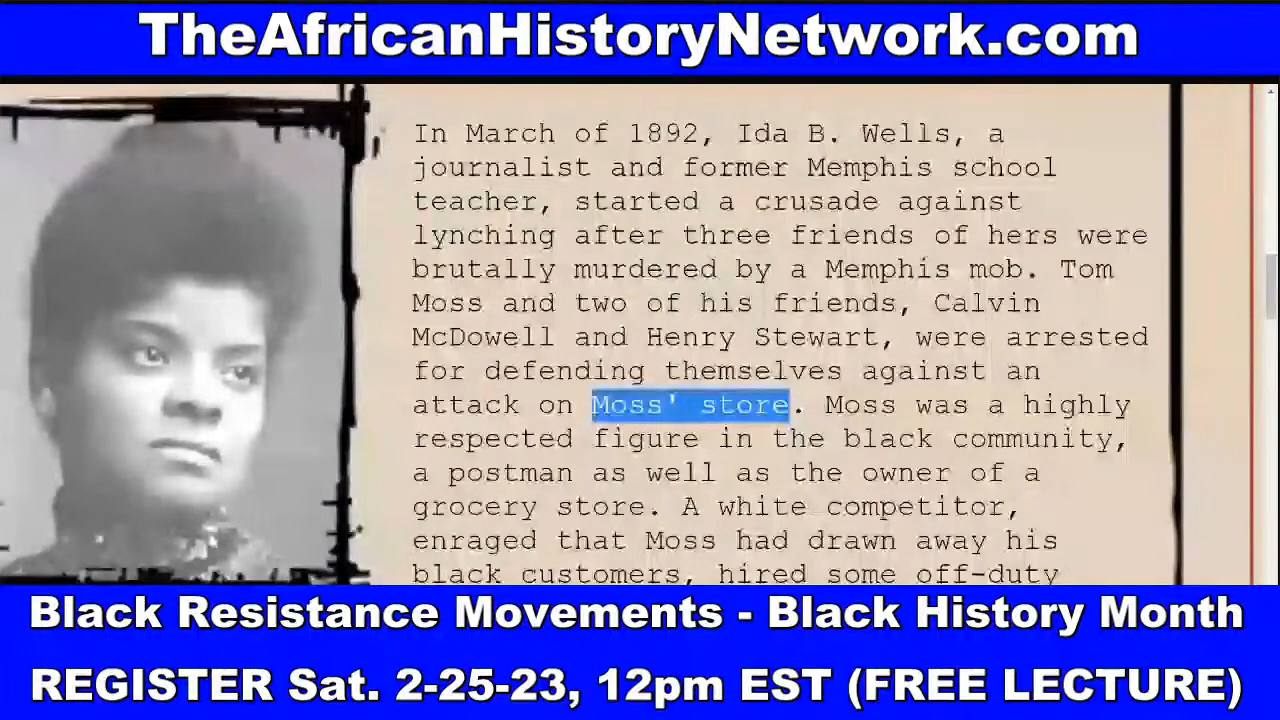 TheAfricanHistoryNetwork.com
In March of 1892, Ida B. Wells, a
journalist and former Memphis school
teacher, started a crusade against
lynching after three friends of hers were
brutally murdered by a Memphis mob. Tom
Moss and two of his friends, Calvin
McDowell and Henry Stewart, were arrested
for defending themselves against an
attack on Moss' store. Moss was a highly
respected figure in the black community,
a postman as well as the owner of a
grocery store. A white competitor,
enraged that Moss had drawn away his
black customers, hired some off-duty
Black Resistance Movements - Black History Month
REGISTER Sat. 2-25-23, 12pm EST (FREE LECTURE)